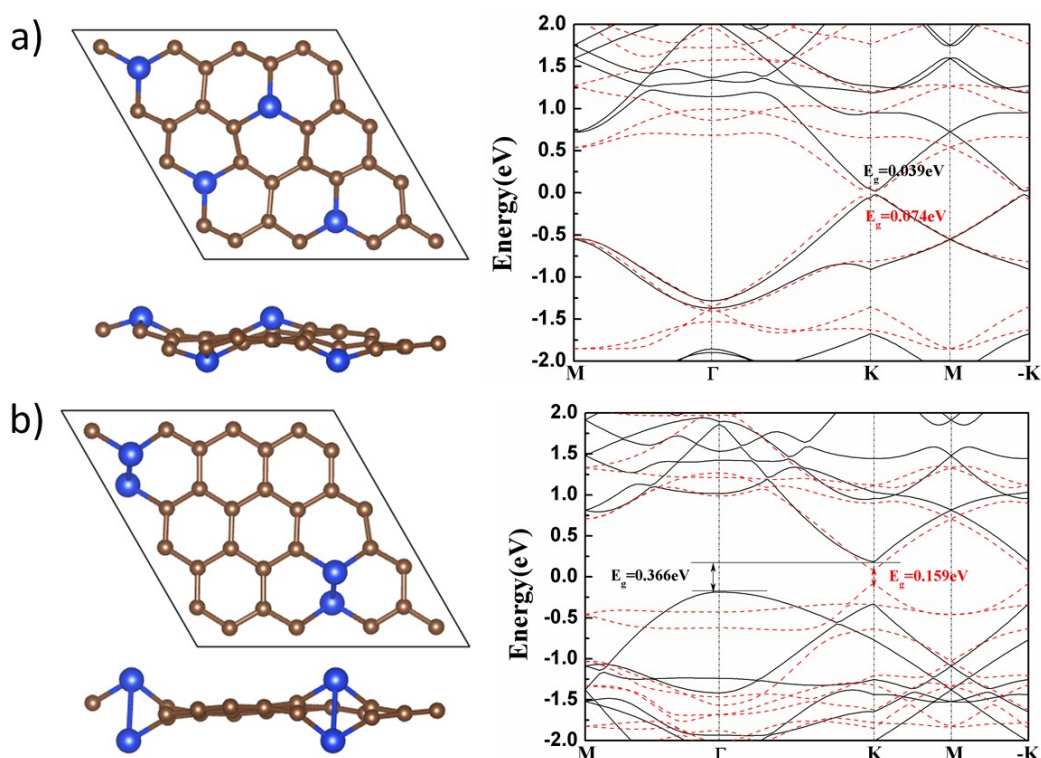 a)
Energy(eV)
2.0
1.5
1.0
0.5
0.0
-0.5
-1.0
-1.5
-2.0
E_g=0.039eV
E_g=0.074eV
M Γ K M -K
b)
Energy(eV)
2.0
1.5
1.0
0.5
0.0
-0.5
-1.0
-1.5
-2.0
E_g=0.366eV
E_g=0.159eV
M Γ K M -K